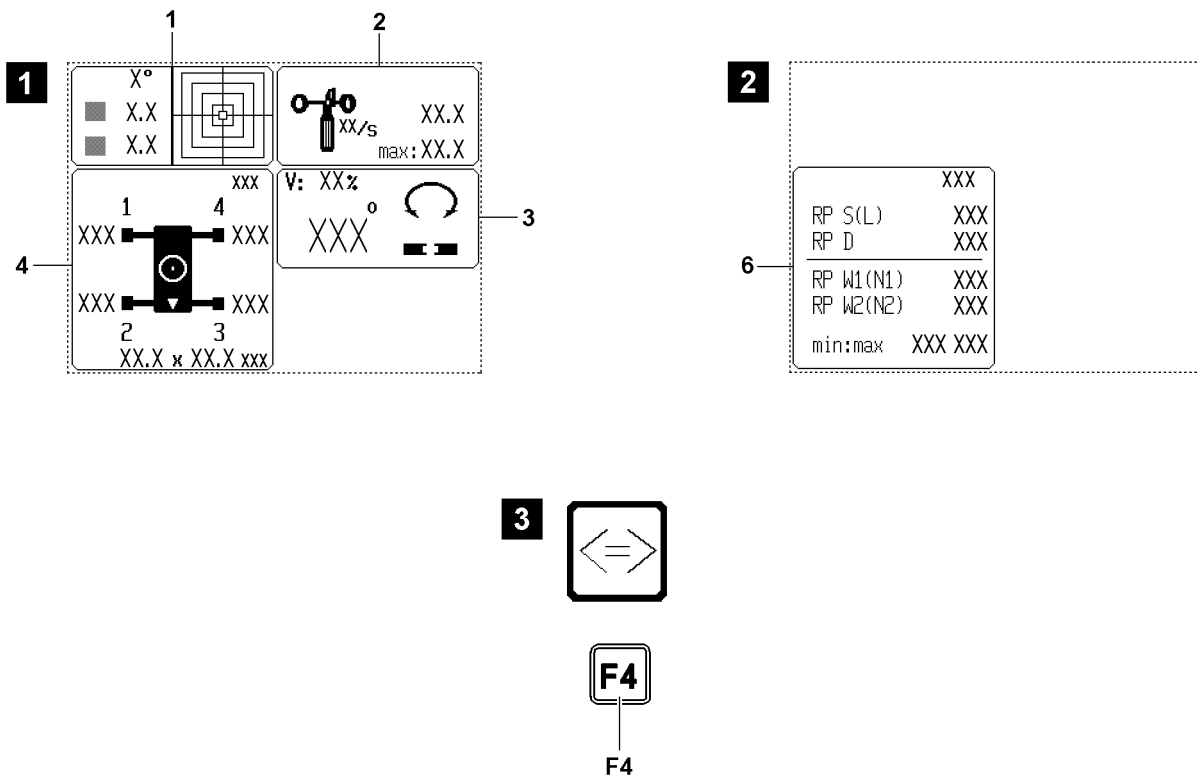 1 2
1
X°
X.X
X.X
XX/s
XX.X
max:XX.X
XXX
1 4
XXX XXX
XXX XXX
2 3
XX.X x XX.X xxx
4
V: XX%
XXX°
3
2
XXX
RP S(L) XXX
RP D XXX
RP W1(N1) XXX
RP W2(N2) XXX
min:max XXX XXX
6
3
<=>
F4
F4